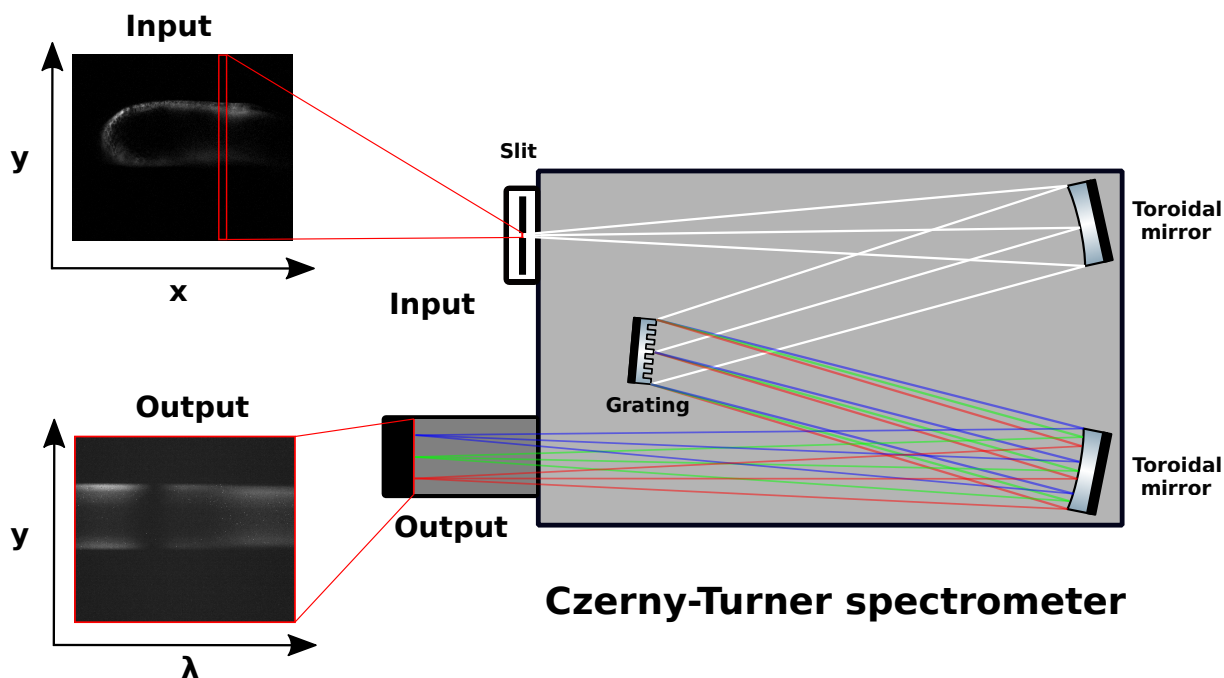 Input
y
x
Slit
Input
Toroidal
mirror
Grating
Output
y
λ
Output
Toroidal
mirror
Czerny-Turner spectrometer